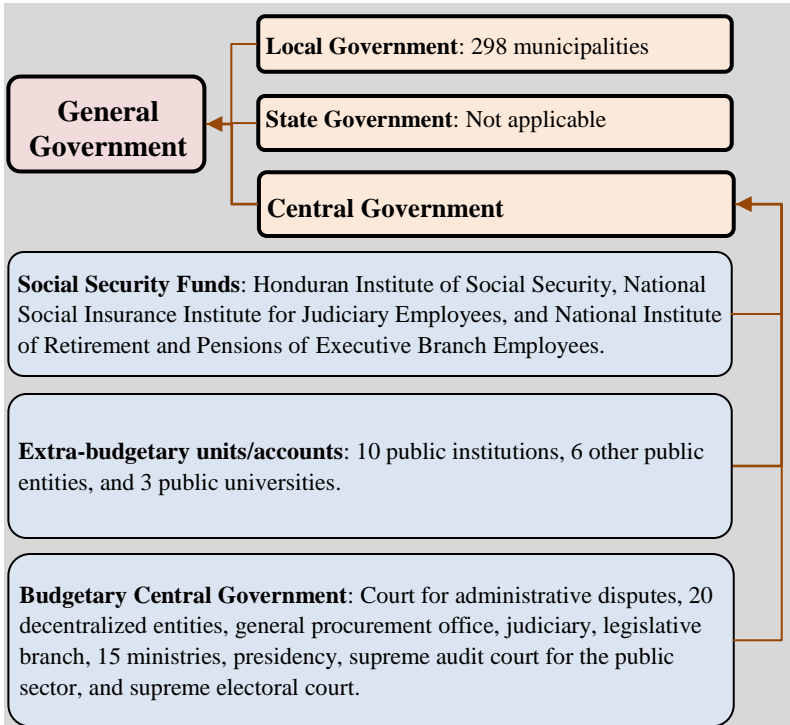 General
Government
Local Government: 298 municipalities
State Government: Not applicable
Central Government
Social Security Funds: Honduran Institute of Social Security, National
Social Insurance Institute for Judiciary Employees, and National Institute
of Retirement and Pensions of Executive Branch Employees.
Extra-budgetary units/accounts: 10 public institutions, 6 other public
entities, and 3 public universities.
Budgetary Central Government: Court for administrative disputes, 20
decentralized entities, general procurement office, judiciary, legislative
branch, 15 ministries, presidency, supreme audit court for the public
sector, and supreme electoral court.